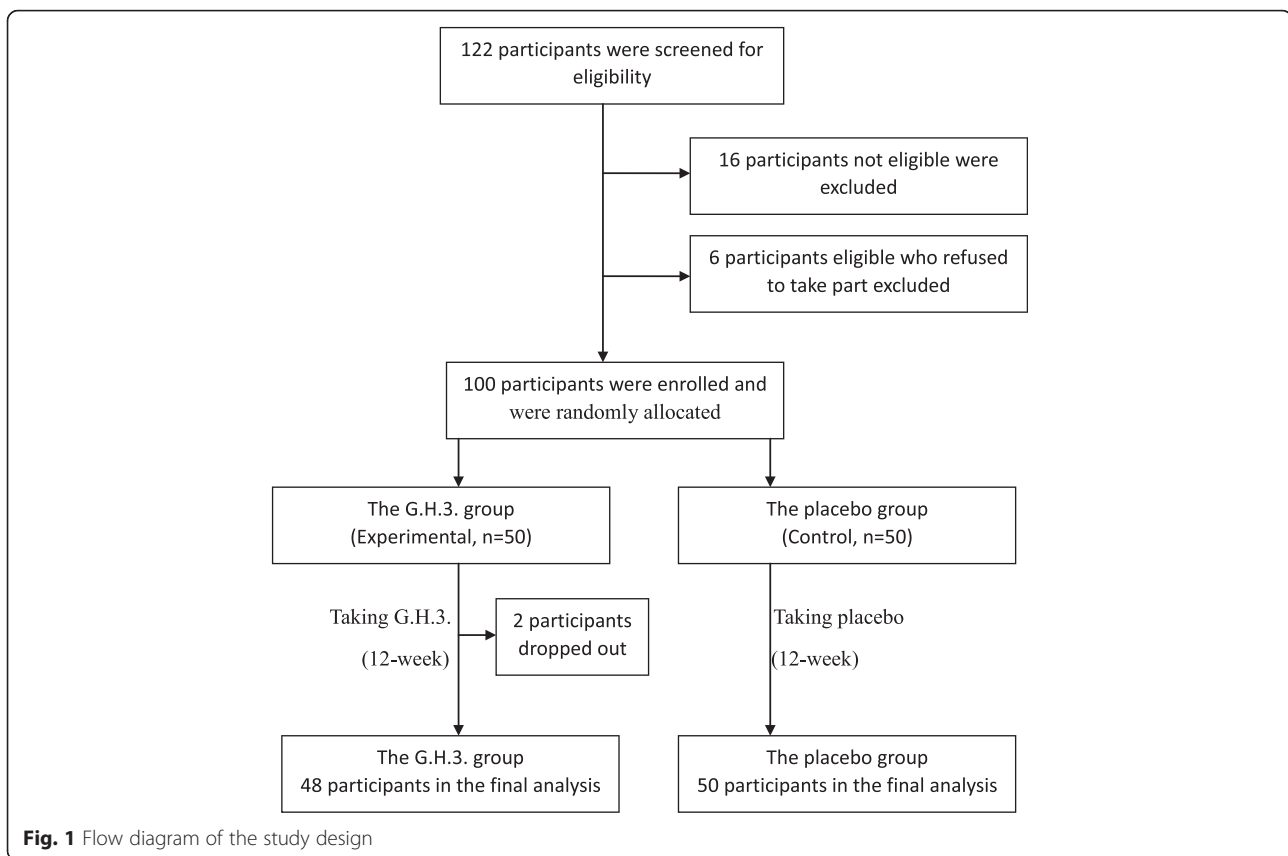 122 participants were screened for
eligibility
16 participants not eligible were
excluded
6 participants eligible who refused
to take part excluded
100 participants were enrolled and
were randomly allocated
The G.H.3. group
(Experimental, n=50)
The placebo group
(Control, n=50)
Taking G.H.3.
(12-week)
2 participants
dropped out
Taking placebo
(12-week)
The G.H.3. group
48 participants in the final analysis
The placebo group
50 participants in the final analysis
Fig. 1 Flow diagram of the study design